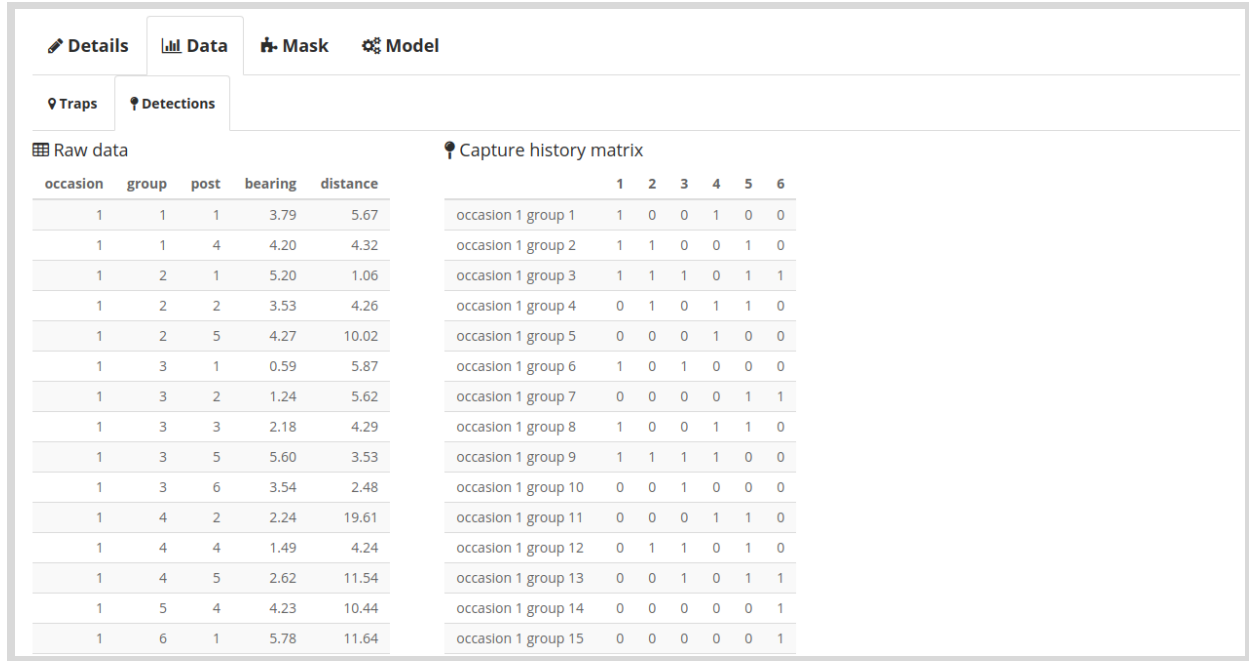 Details Data Mask Model
Traps Detections
Raw data
occasion group post bearing distance
1 1 1 3.79 5.67
1 1 4 4.20 4.32
1 2 1 5.20 1.06
1 2 2 3.53 4.26
1 2 5 4.27 10.02
1 3 1 0.59 5.87
1 3 2 1.24 5.62
1 3 3 2.18 4.29
1 3 5 5.60 3.53
1 3 6 3.54 2.48
1 4 2 2.24 19.61
1 4 4 1.49 4.24
1 4 5 2.62 11.54
1 5 4 4.23 10.44
1 6 1 5.78 11.64
Capture history matrix
1 2 3 4 5 6
occasion 1 group 1 1 0 0 1 0 0
occasion 1 group 2 1 1 0 0 1 0
occasion 1 group 3 1 1 1 0 1 1
occasion 1 group 4 0 1 0 1 1 0
occasion 1 group 5 0 0 0 1 0 0
occasion 1 group 6 1 0 1 0 0 0
occasion 1 group 7 0 0 0 0 1 1
occasion 1 group 8 1 0 0 1 1 0
occasion 1 group 9 1 1 1 1 0 0
occasion 1 group 10 0 0 1 0 0 0
occasion 1 group 11 0 0 0 1 1 0
occasion 1 group 12 0 1 1 0 1 0
occasion 1 group 13 0 0 1 0 1 1
occasion 1 group 14 0 0 0 0 0 1
occasion 1 group 15 0 0 0 0 0 1